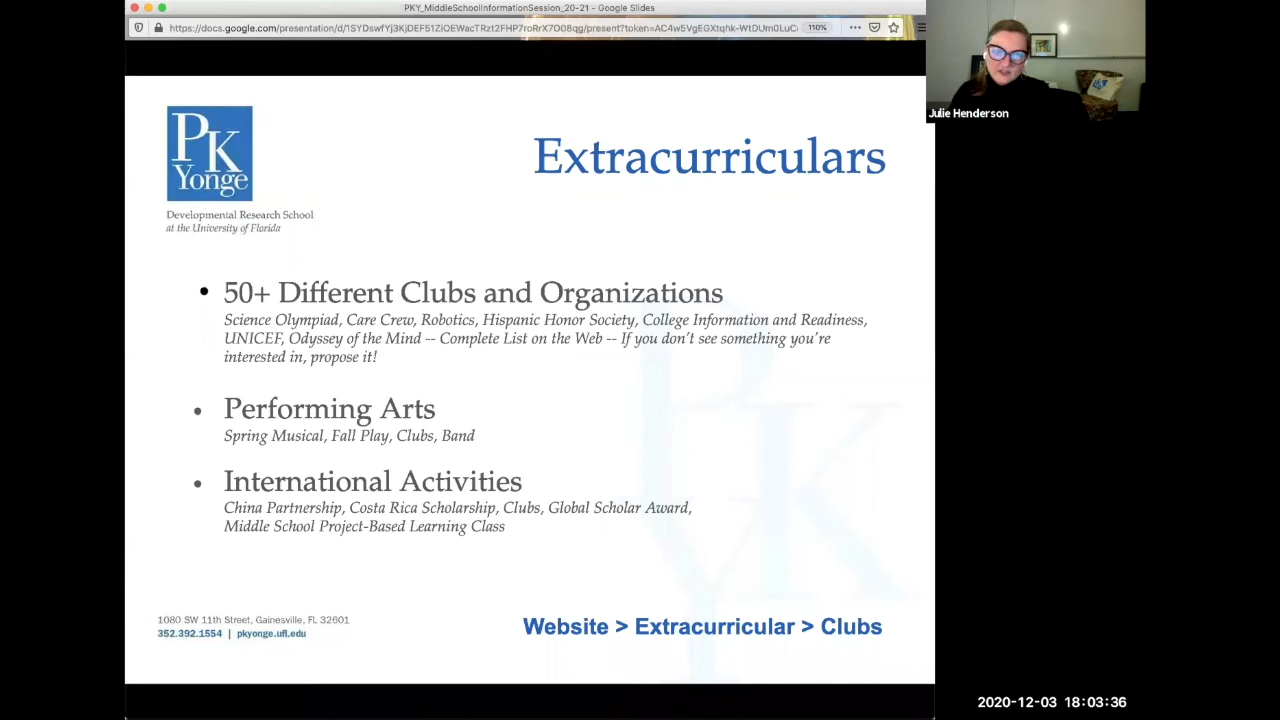 PKY_MiddleSchoolInformationSession_20-21 - Google Slides
110%
Julie Henderson
PK
Yonge
Developmental Research School
at the University of Florida
Extracurriculars
• 50+ Different Clubs and Organizations
Science Olympiad, Care Crew, Robotics, Hispanic Honor Society, College Information and Readiness,
UNICEF, Odyssey of the Mind -- Complete List on the Web -- If you don't see something you're
interested in, propose it!
• Performing Arts
Spring Musical, Fall Play, Clubs, Band
• International Activities
China Partnership, Costa Rica Scholarship, Clubs, Global Scholar Award,
Middle School Project-Based Learning Class
1080 SW 11th Street, Gainesville, FL 32601
352.392.1554 | pkyonge.ufl.edu
Website > Extracurricular > Clubs
2020-12-03 18:03:36